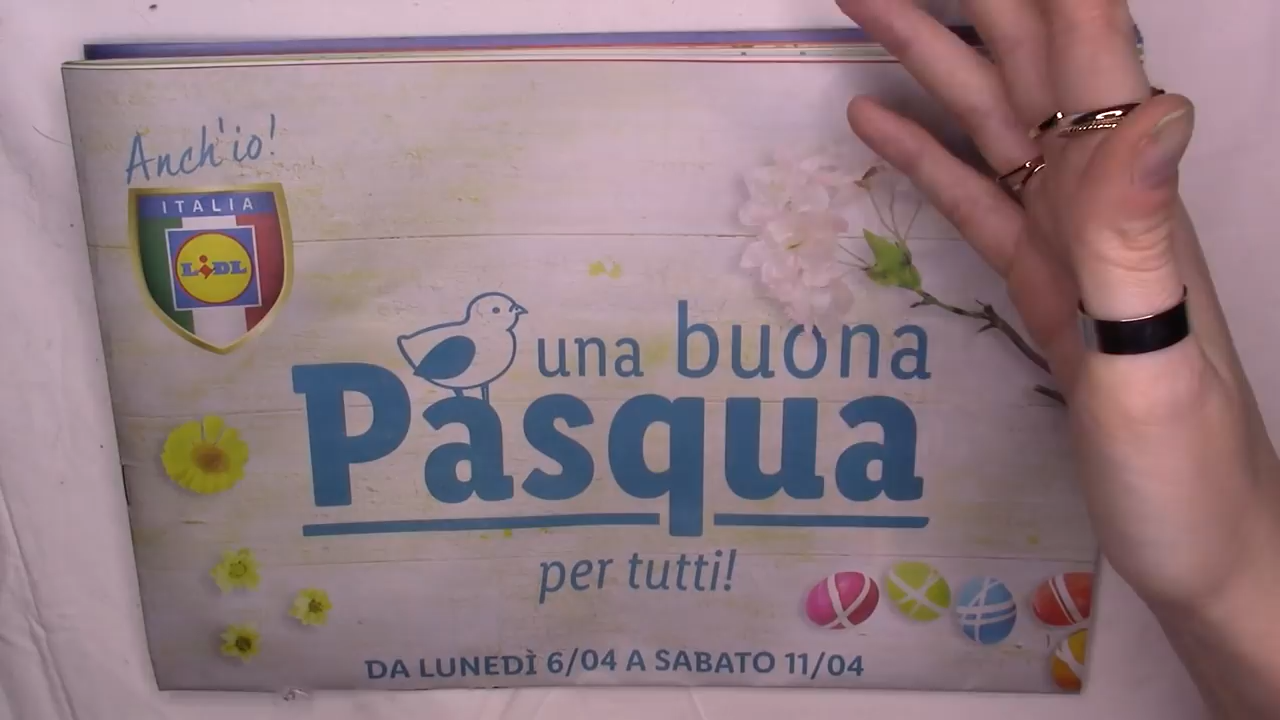 Anch'io!
ITALIA
LIDL
una buona
Pasqua
per tutti!
DA LUNEDÌ 6/04 A SABATO 11/04